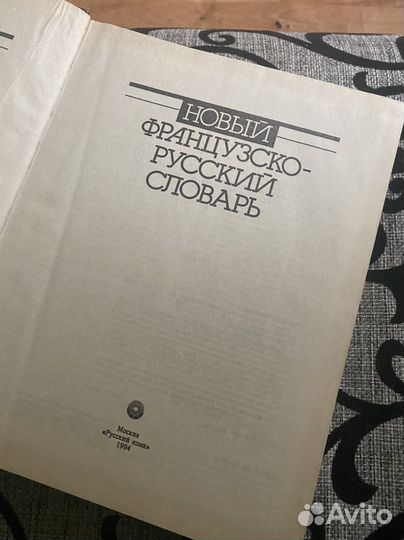 НОВЫЙ
ФРАНЦУЗСКО-
РУССКИЙ
СЛОВАРЬ
Москва
«Русский язык»
1994
Avito